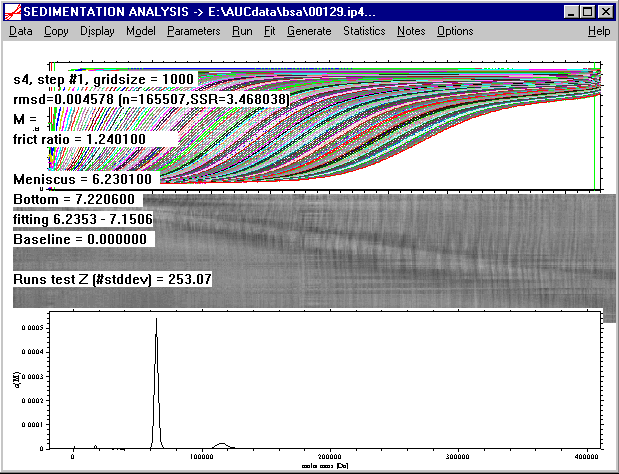 SEDIMENTATION ANALYSIS -> E:\AUCdata\bsa\00129.ip4...
Data Copy Display Model Parameters Run Fit Generate Statistics Notes Options Help
s4, step #1, gridsize = 1000
rmsd=0.004578 (n=165507,SSR=3.468038)
M =
frict ratio = 1.240100
Meniscus = 6.230100
Bottom = 7.220600
fitting 6.2353 - 7.1506
Baseline = 0.000000
Runs test Z (#stddev) = 253.07
0.0005
0.0004
0.0003
0.0002
0.0001
0
c(M)
0 100000 200000 300000 400000
molar mass [Da]